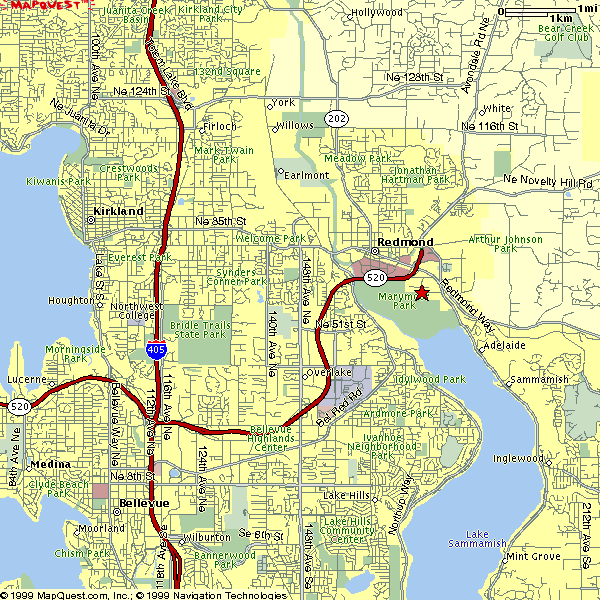 MAPQUEST™
Juanita Creek
Basin
Kirkland City
Park
Hollywood
0
1mi
1km
Bear Creek
Golf Club
100th Ave Ne
Totem Lake Blvd
132nd Square
Ne 128th St
Avondale Rd Ne
Ne 124th St
York
White
Ne Juanita Dr
Firloch
Willows
202
Ne 116th St
Mark Twain
Park
Meadow Park
Crestwoods
Park
Earlmont
Jonathan
Hartman Park
Kiwanis Park
Ne Novelty Hill Rd
Kirkland
Ne 85th St
Welcome Park
Redmond
Arthur Johnson
Park
Everest Park
Lake St S
Synders
Corner Park
148th Ave Ne
520
Houghton
Northwest
College
140th Ave Ne
Marymoor
Park
Redmond Way
Bridle Trails
State Park
Ne 51st St
405
Morningside
Park
Adelaide
Lucerne
116th Ave Ne
Overlake
Idylwood Park
Sammamish
520
Bellevue Way Ne
112th Ave Ne
Bel Red Rd
Ardmore Park
84th Ave Ne
Bellevue
Highlands
Center
Ivanhoe
Neighborhood
Park
Medina
124th Ave Ne
Inglewood
Ne 8th St
Clyde Beach
Park
Northup Way
Lake Hills
212th Ave Se
Bellevue
Moorland
Wilburton
Se 8th St
Lake Hills
Community
Center
Lake
Sammamish
Chism Park
118th Ave Se
Bannerwood
Park
148th Ave Se
Mint Grove
© 1999 MapQuest.com, Inc.; © 1999 Navigation Technologies